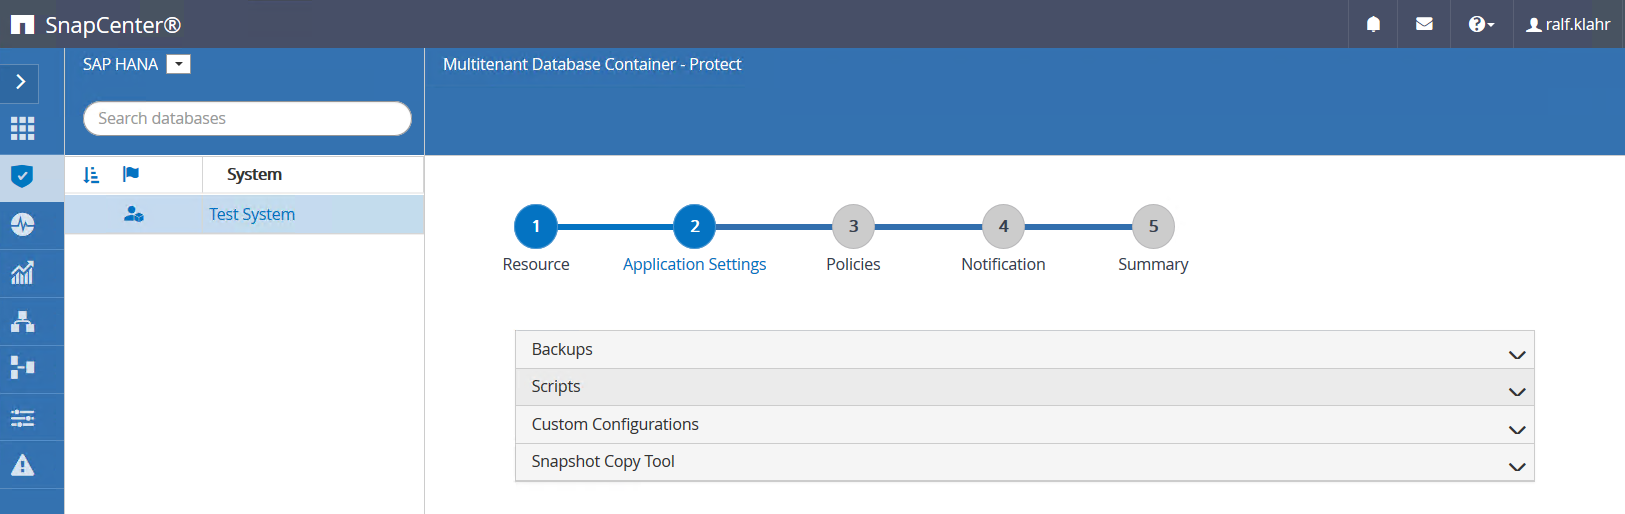 SnapCenter®
ralf.klahr
SAP HANA
Multitenant Database Container - Protect
Search databases
System
Test System
1 2 3 4 5
Resource Application Settings Policies Notification Summary
Backups
Scripts
Custom Configurations
Snapshot Copy Tool